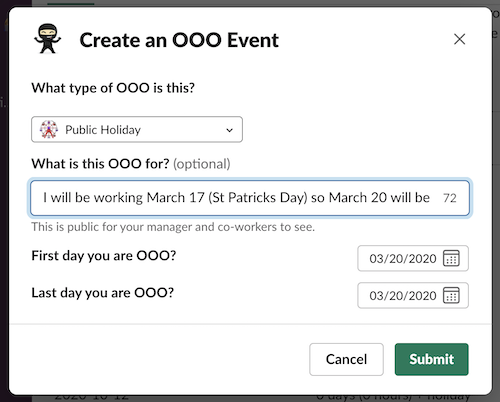 Create an OOO Event
What type of OOO is this?
Public Holiday
What is this OOO for? (optional)
I will be working March 17 (St Patricks Day) so March 20 will be 72
This is public for your manager and co-workers to see.
First day you are OOO? 03/20/2020
Last day you are OOO? 03/20/2020
Cancel Submit